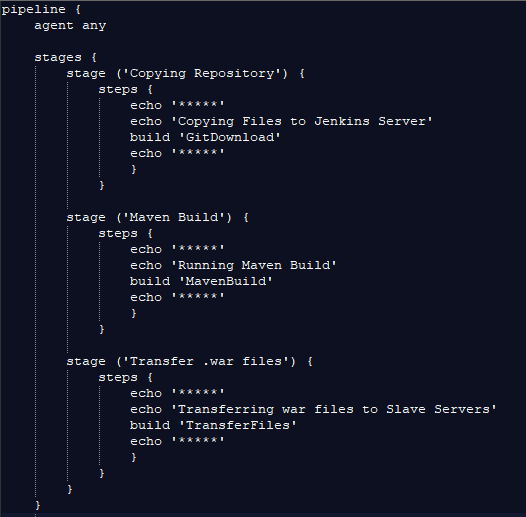 pipeline {
    agent any

    stages {
        stage ('Copying Repository') {
            steps {
                echo '*****'
                echo 'Copying Files to Jenkins Server'
                build 'GitDownload'
                echo '*****'
                }
            }

        stage ('Maven Build') {
            steps {
                echo '*****'
                echo 'Running Maven Build'
                build 'MavenBuild'
                echo '*****'
                }
            }

        stage ('Transfer .war files') {
            steps {
                echo '*****'
                echo 'Transferring war files to Slave Servers'
                build 'TransferFiles'
                echo '*****'
                }
            }
        }
    }